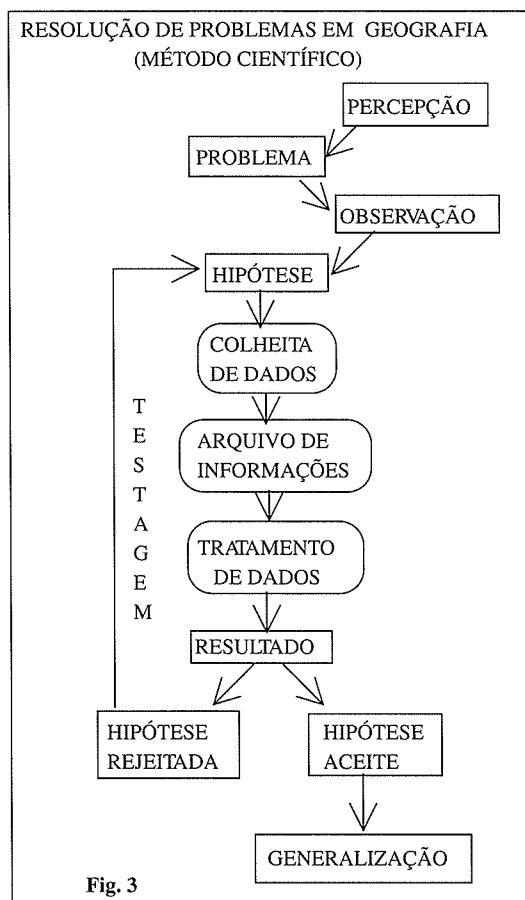 RESOLUÇÃO DE PROBLEMAS EM GEOGRAFIA
(MÉTODO CIENTÍFICO)
PERCEPÇÃO
PROBLEMA
OBSERVAÇÃO
HIPÓTESE
COLHEITA
DE DADOS
TESTAGEM
ARQUIVO DE
INFORMAÇÕES
TRATAMENTO
DE DADOS
RESULTADO
HIPÓTESE
REJEITADA
HIPÓTESE
ACEITE
GENERALIZAÇÃO
Fig. 3